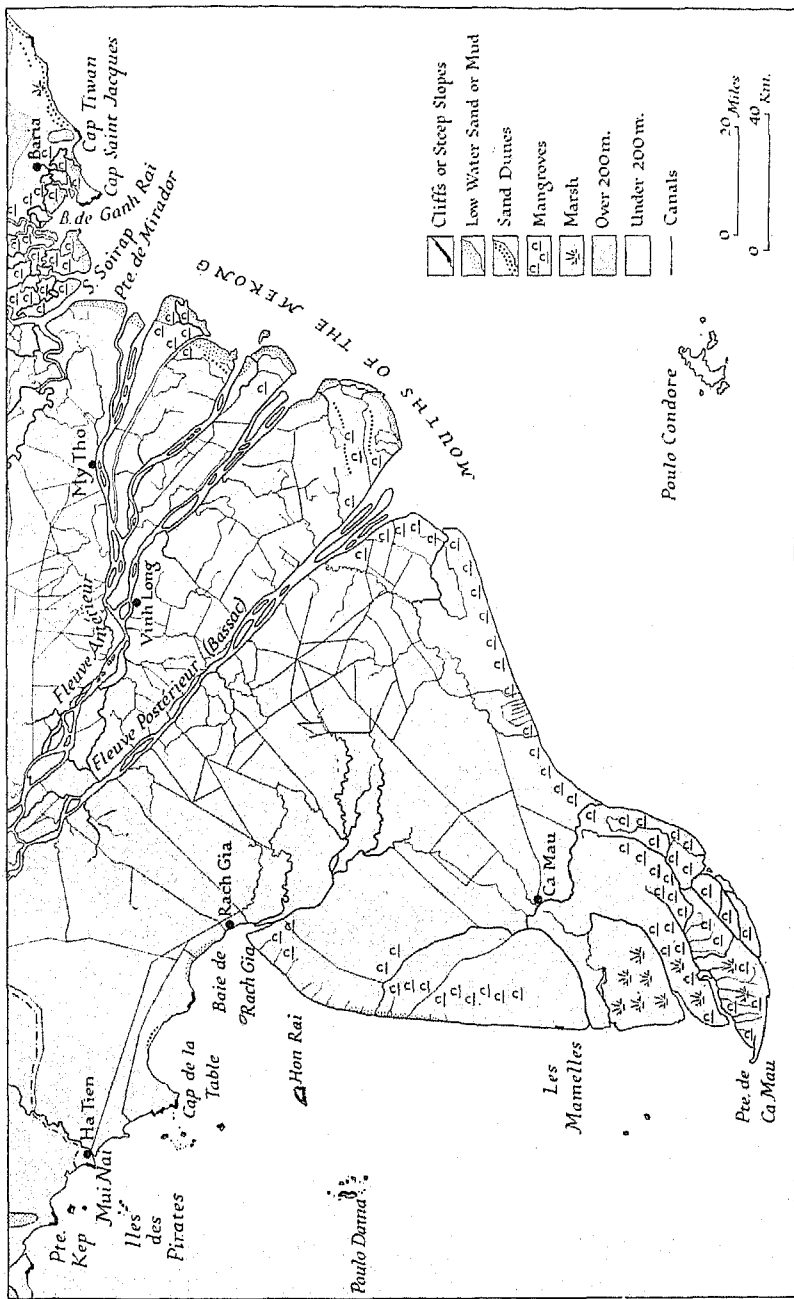 Cap Tiwan
Cap Saint Jacques
Baria
B. de Ganh Rai
S. Soirap
Pte. de Mirador
MOUTHS OF THE MEKONG
My Tho
Vinh Long
Fleuve Antérieur
Fleuve Postérieur (Bassac)
Rach Gia
Baie de
Rach Gia
Ca Mau
Ha Tien
Mui Nai
Pte.
Kep
Iles
des
Pirates
Cap de la
Table
Hon Rai
Poulo Dama
Les
Mamelles
Pte. de
Ca Mau
Poulo Condore
Cliffs or Steep Slopes
Low Water Sand or Mud
Sand Dunes
Mangroves
Marsh
Over 200 m.
Under 200 m.
Canals
0 20
Miles
0 40
Km.